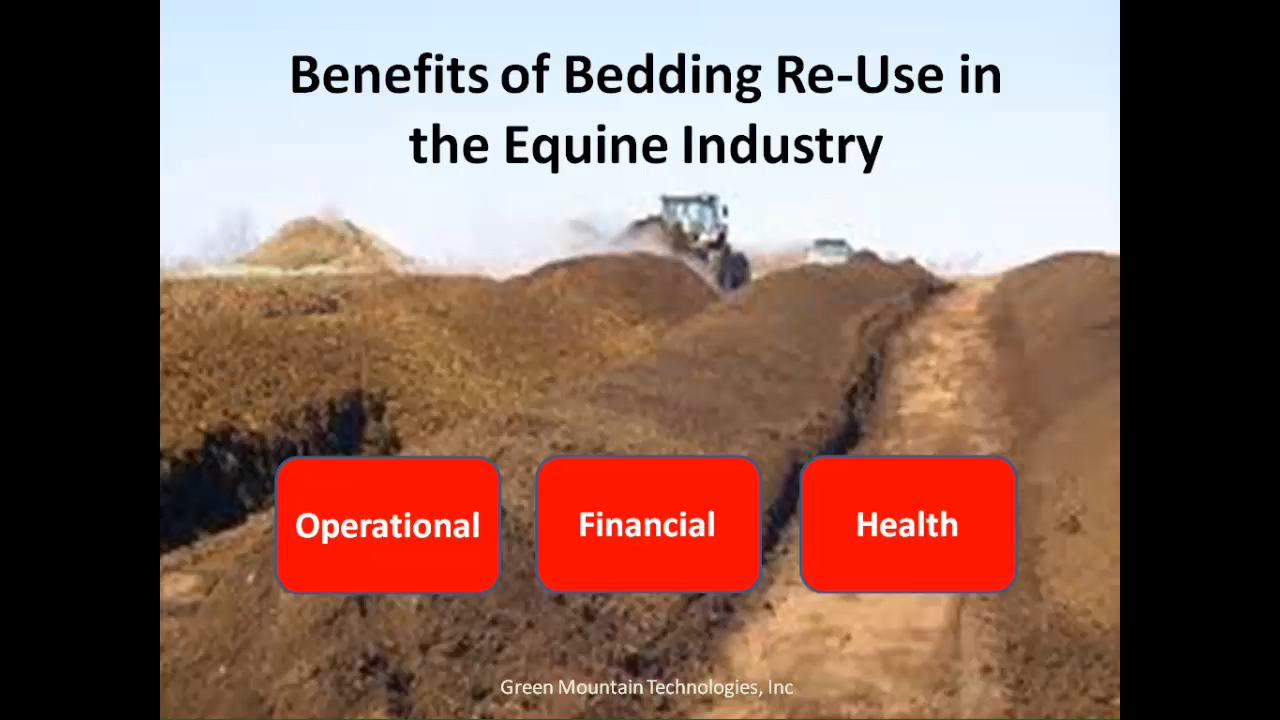 Benefits of Bedding Re-Use in
the Equine Industry
Operational
Financial
Health
Green Mountain Technologies, Inc